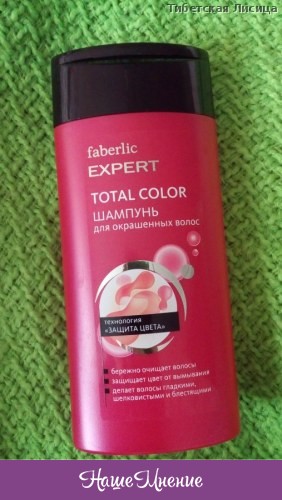 Тибетская Лисица
faberlic
EXPERT
TOTAL COLOR
ШАМПУНЬ
для окрашенных волос
технология
«ЗАЩИТА ЦВЕТА»
бережно очищает волосы
защищает цвет от вымывания
делает волосы гладкими,
шелковистыми и блестящими
НашеМнение